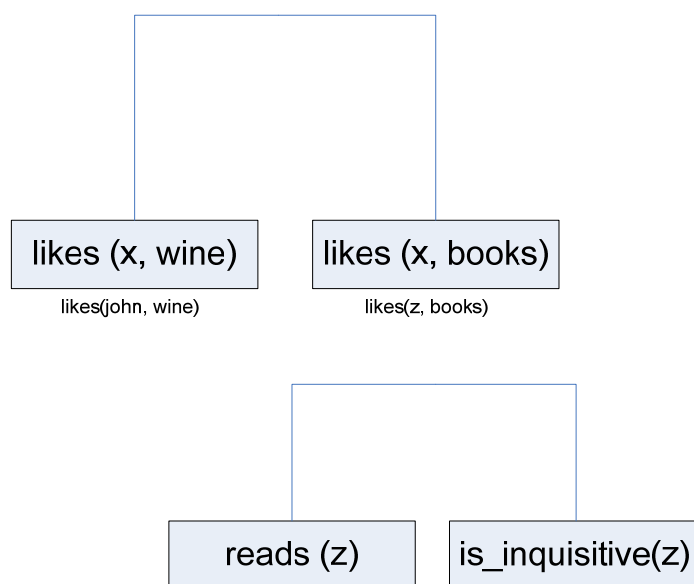 likes (x, wine)
likes (x, books)
likes(john, wine)
likes(z, books)
reads (z)
is_inquisitive(z)